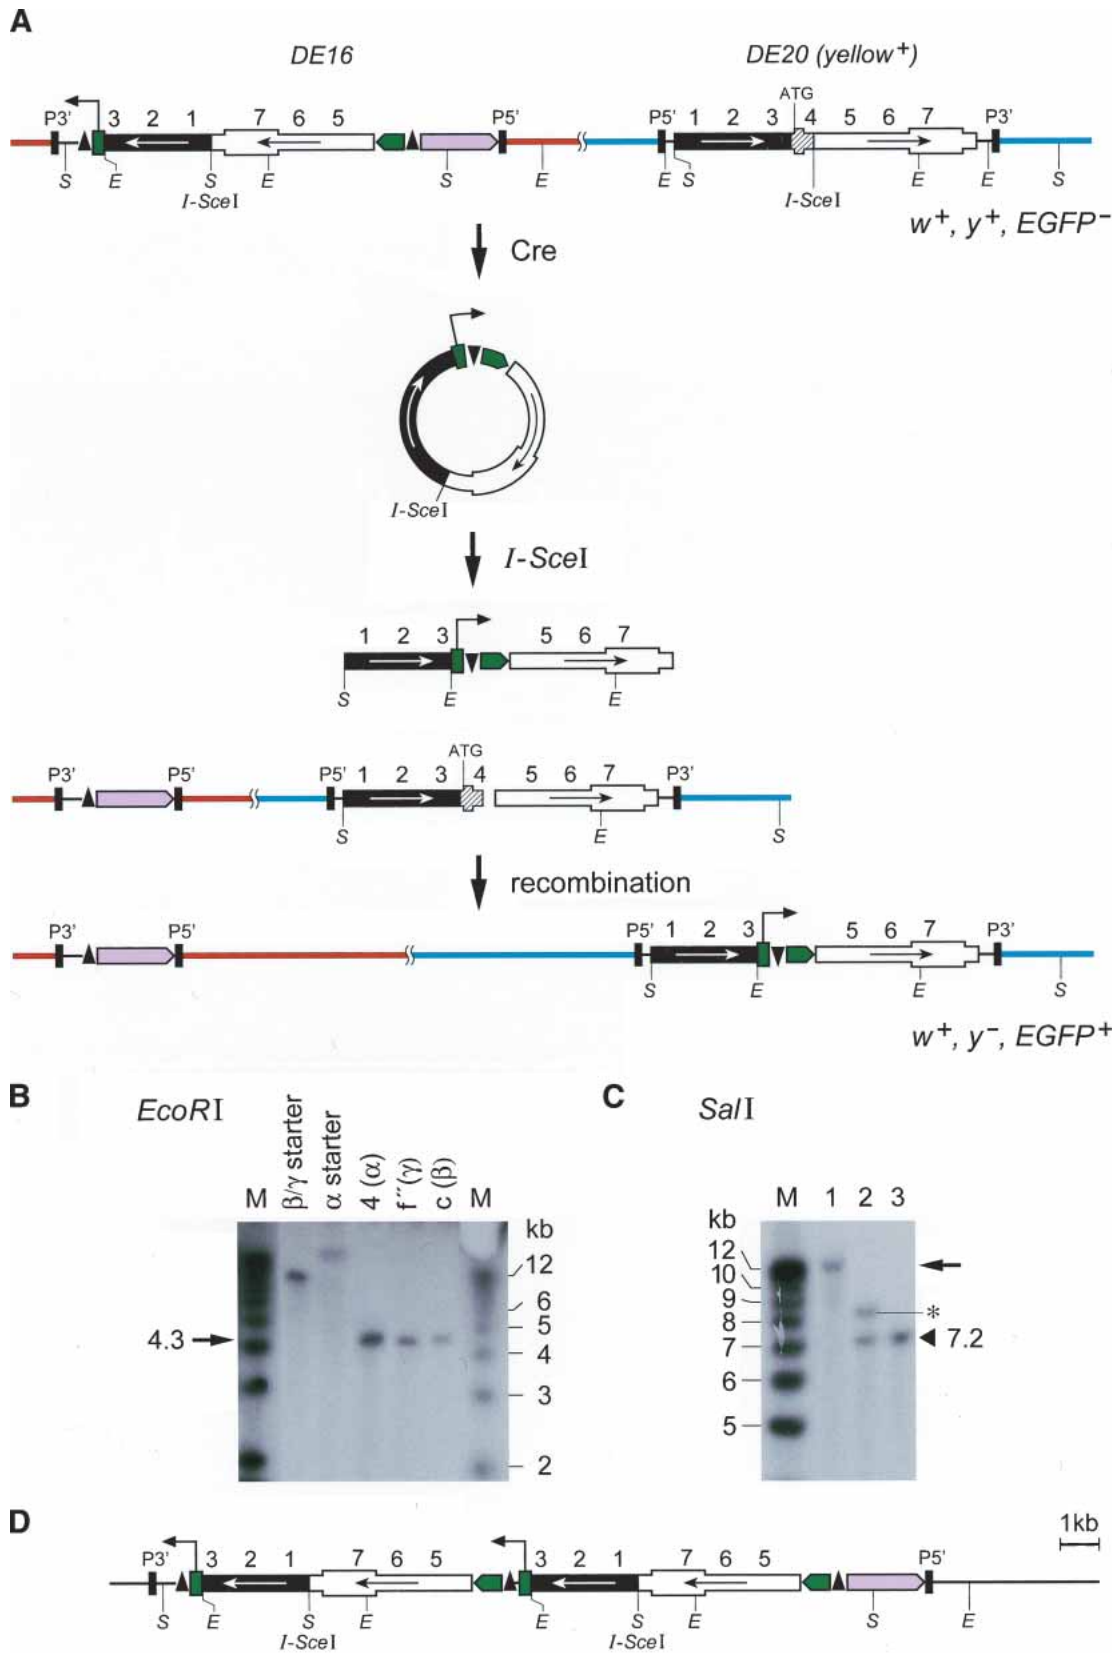 A
DE16 DE20 (yellow+)
ATG
P3' 3 2 1 7 6 5 P5' P5' 1 2 3 4 5 6 7 P3'
S E S E S E E S E E S
I-SceI I-SceI
w+, y+, EGFP−
Cre
I-SceI
I-SceI
1 2 3 5 6 7
S E E
ATG
P3' P5' P5' 1 2 3 4 5 6 7 P3'
S E S
recombination
P3' P5' P5' 1 2 3 5 6 7 P3'
S E E S
w+, y−, EGFP+
B
EcoRI
M β/γ starter α starter 4 (α) f″(γ) c (β) M
kb
12
6
5
4.3
4
3
2
C
SalI
M 1 2 3
kb
12
10
9
8 *
7 7.2
6
5
D
1kb
P3' 3 2 1 7 6 5 3 2 1 7 6 5 P5'
S E S E E S E S E
I-SceI I-SceI